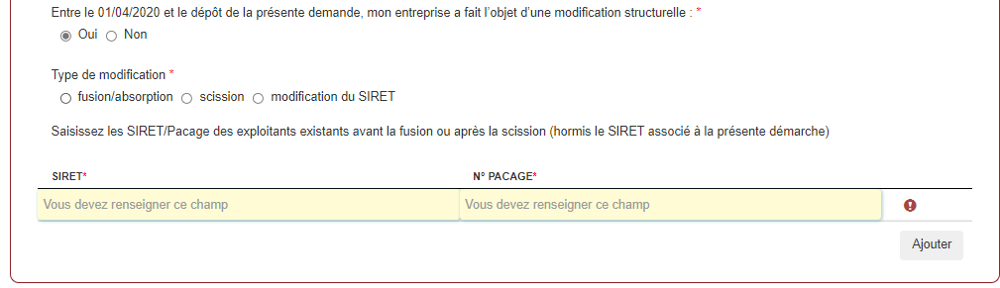 Entre le 01/04/2020 et le dépôt de la présente demande, mon entreprise a fait l'objet d'une modification structurelle : *
Oui Non
Type de modification *
fusion/absorption scission modification du SIRET
Saisissez les SIRET/Pacage des exploitants existants avant la fusion ou après la scission (hormis le SIRET associé à la présente démarche)
SIRET* N° PACAGE*
Vous devez renseigner ce champ Vous devez renseigner ce champ
Ajouter